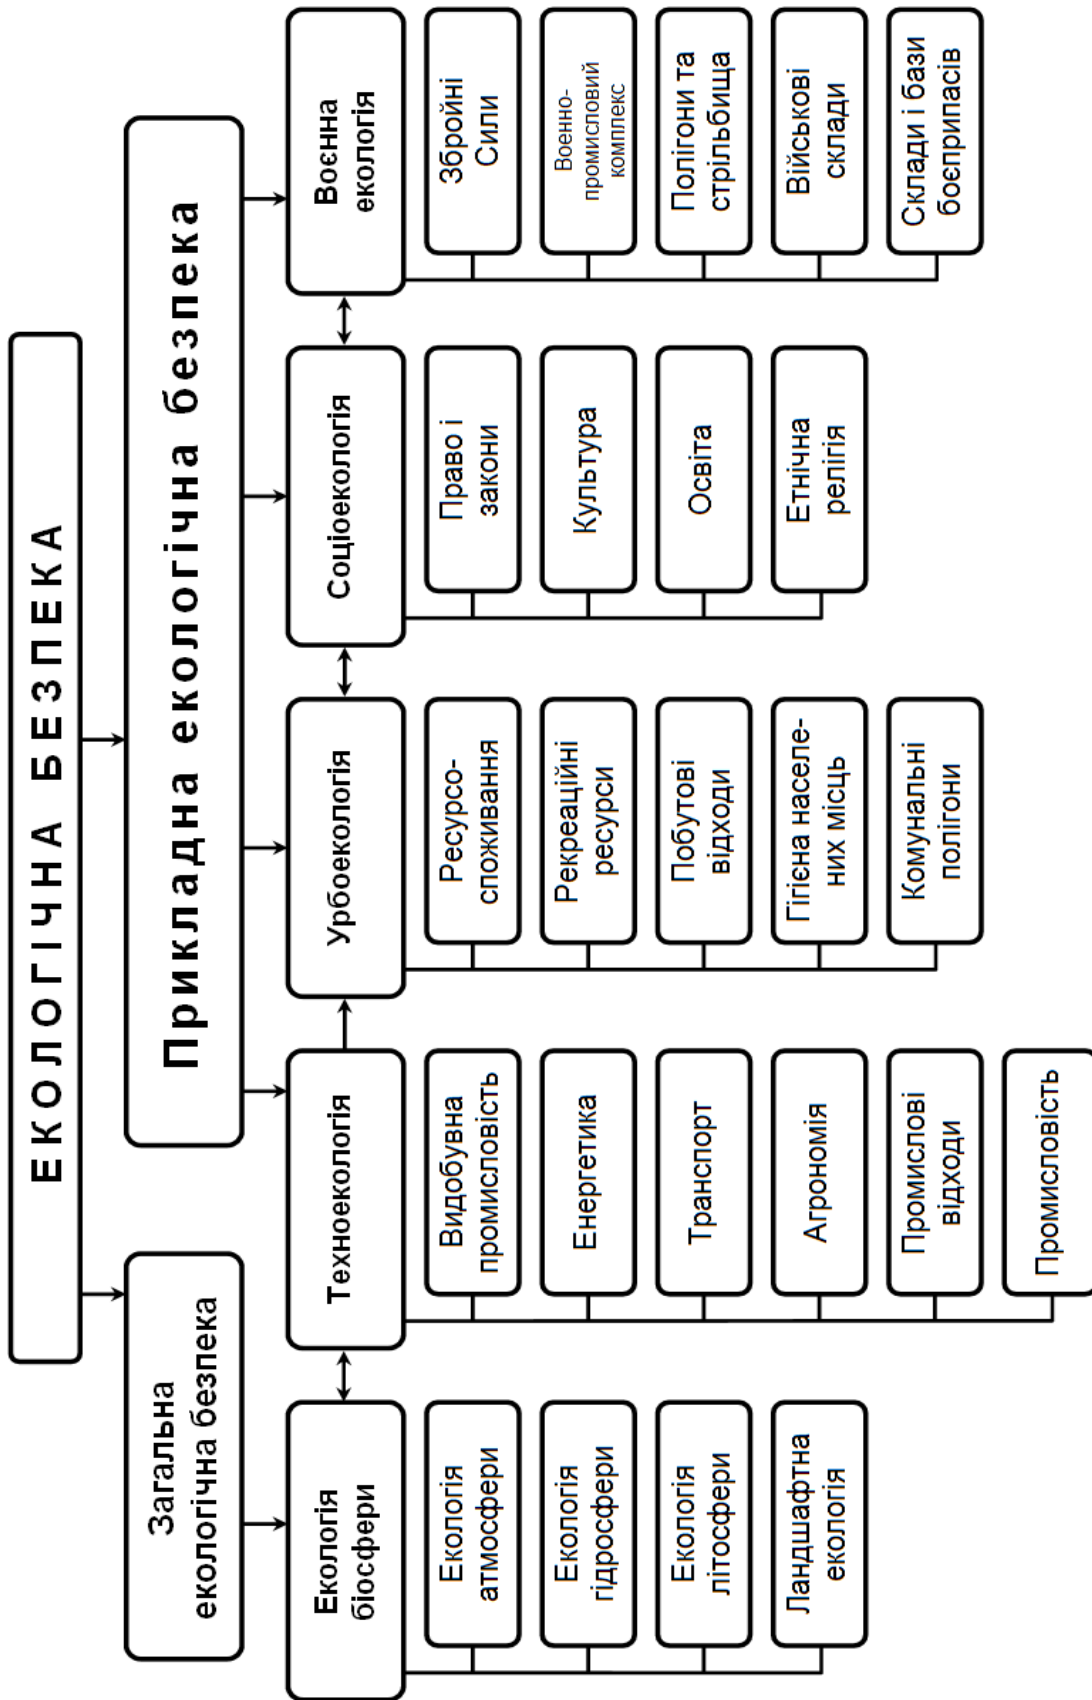 ЕКОЛОГІЧНА БЕЗПЕКА
Загальна
екологічна безпека
Прикладна екологічна безпека
Екологія
біосфери
Екологія
атмосфери
Екологія
гідросфери
Екологія
літосфери
Ландшафтна
екологія
Техноекологія
Видобувна
промисловість
Енергетика
Транспорт
Агрономія
Промислові
відходи
Промисловість
Урбоекологія
Ресурсо-
споживання
Рекреаційні
ресурси
Побутові
відходи
Гігієна населе-
них місць
Комунальні
полігони
Соціоекологія
Право і
закони
Культура
Освіта
Етнічна
релігія
Воєнна
екологія
Збройні
Сили
Военно-
промисловий
комплекс
Полігони та
стрільбища
Військові
склади
Склади і бази
боєприпасів